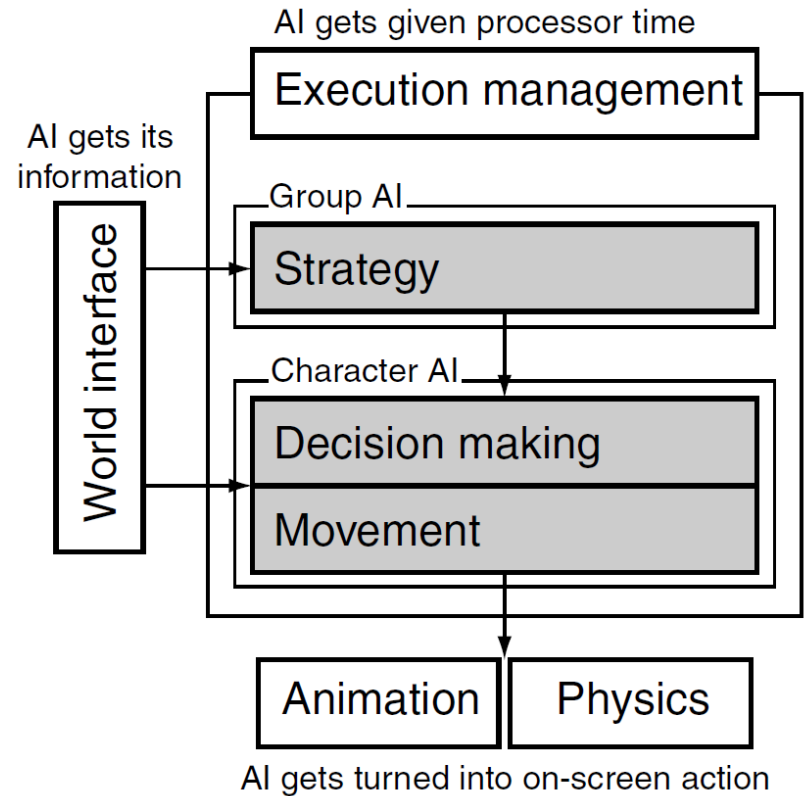 AI gets given processor time
Execution management
AI gets its
information
World interface
Group AI
Strategy
Character AI
Decision making
Movement
Animation
Physics
AI gets turned into on-screen action